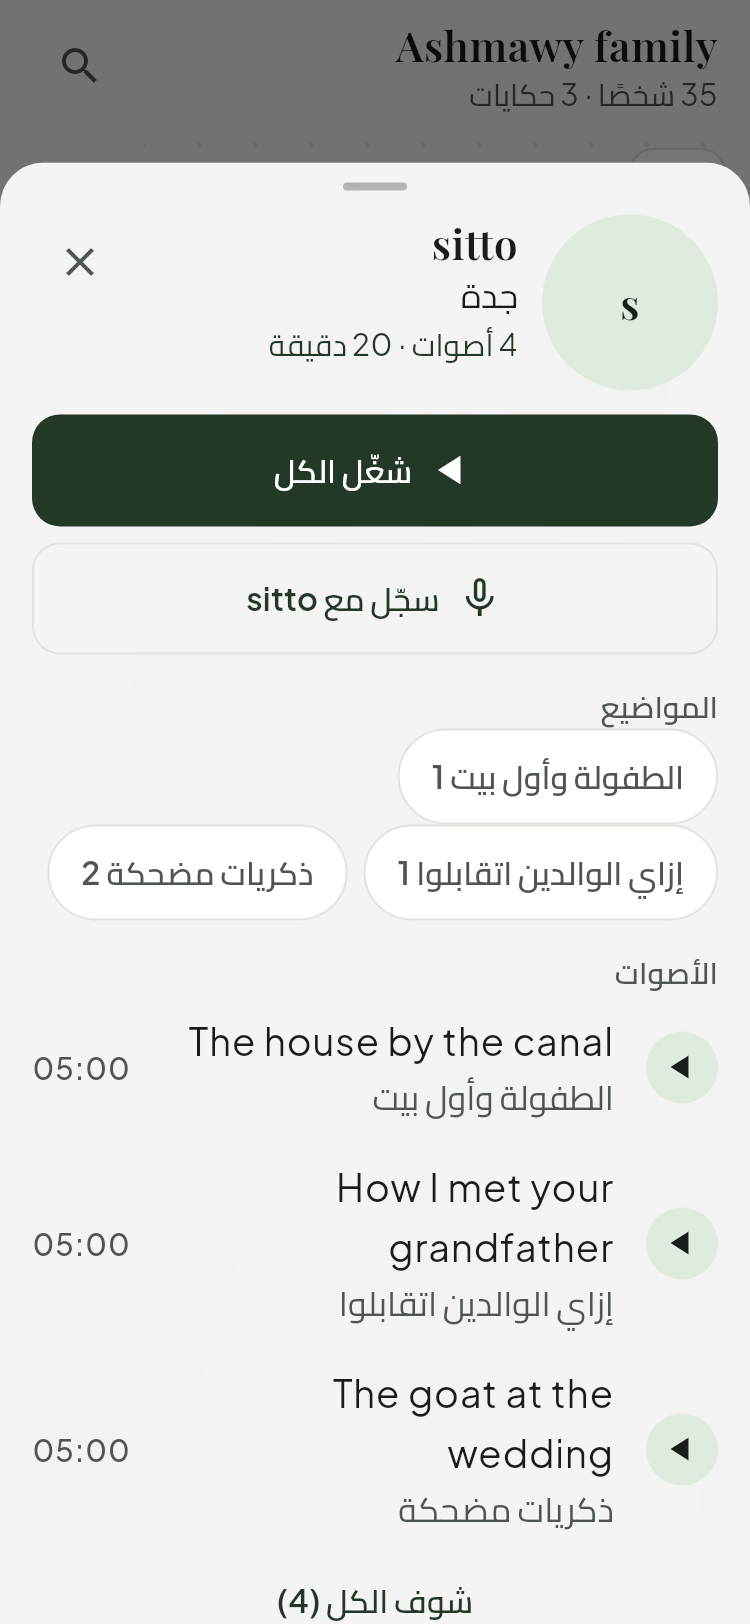 Ashmawy family
35 شخصًا · 3 حكايات
sitto
جدة
4 أصوات · 20 دقيقة
s
شغّل الكل
سجّل مع sitto
المواضيع
الطفولة وأول بيت 1
إزاي الوالدين اتقابلوا 1
ذكريات مضحكة 2
الأصوات
The house by the canal
الطفولة وأول بيت
05:00
How I met your
grandfather
إزاي الوالدين اتقابلوا
05:00
The goat at the
wedding
ذكريات مضحكة
05:00
شوف الكل (4)